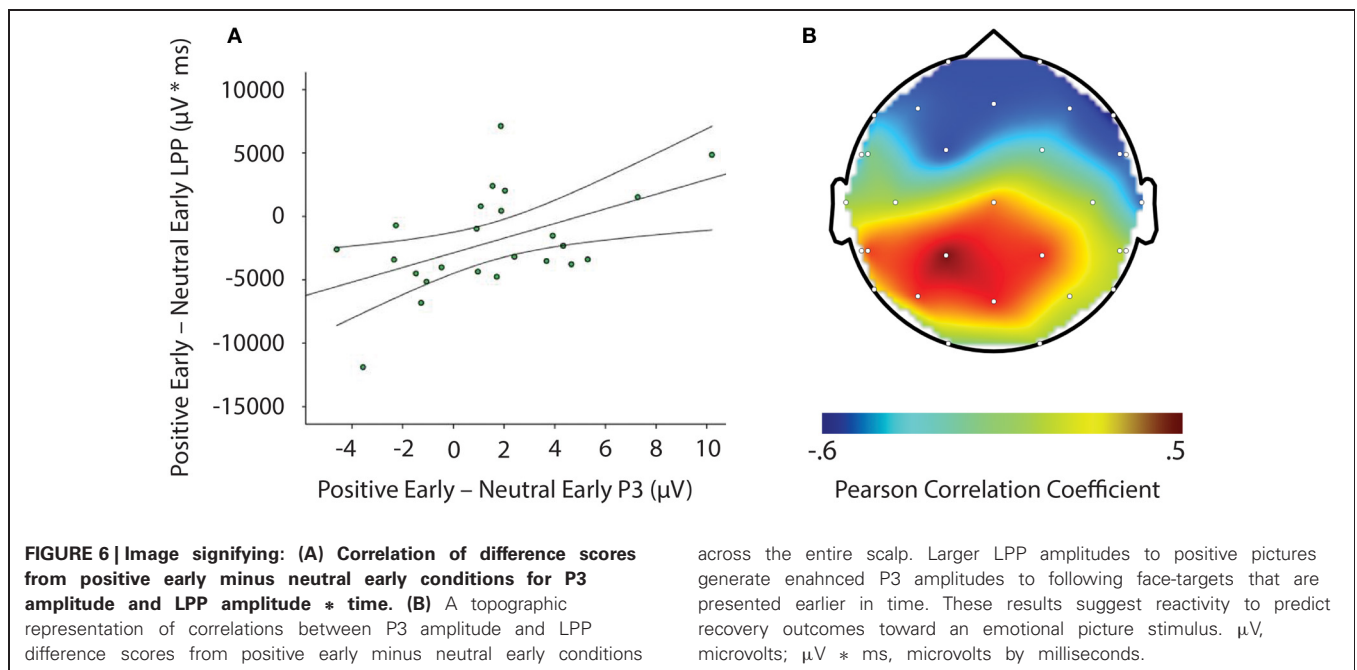 A
Positive Early – Neutral Early LPP (µV * ms)
10000
5000
0
-5000
-10000
-15000
-4 -2 0 2 4 6 8 10
Positive Early – Neutral Early P3 (µV)
B
-.6 .5
Pearson Correlation Coefficient
FIGURE 6 | Image signifying: (A) Correlation of difference scores
from positive early minus neutral early conditions for P3
amplitude and LPP amplitude * time. (B) A topographic
representation of correlations between P3 amplitude and LPP
difference scores from positive early minus neutral early conditions
across the entire scalp. Larger LPP amplitudes to positive pictures
generate enahnced P3 amplitudes to following face-targets that are
presented earlier in time. These results suggest reactivity to predict
recovery outcomes toward an emotional picture stimulus. µV,
microvolts; µV * ms, microvolts by milliseconds.